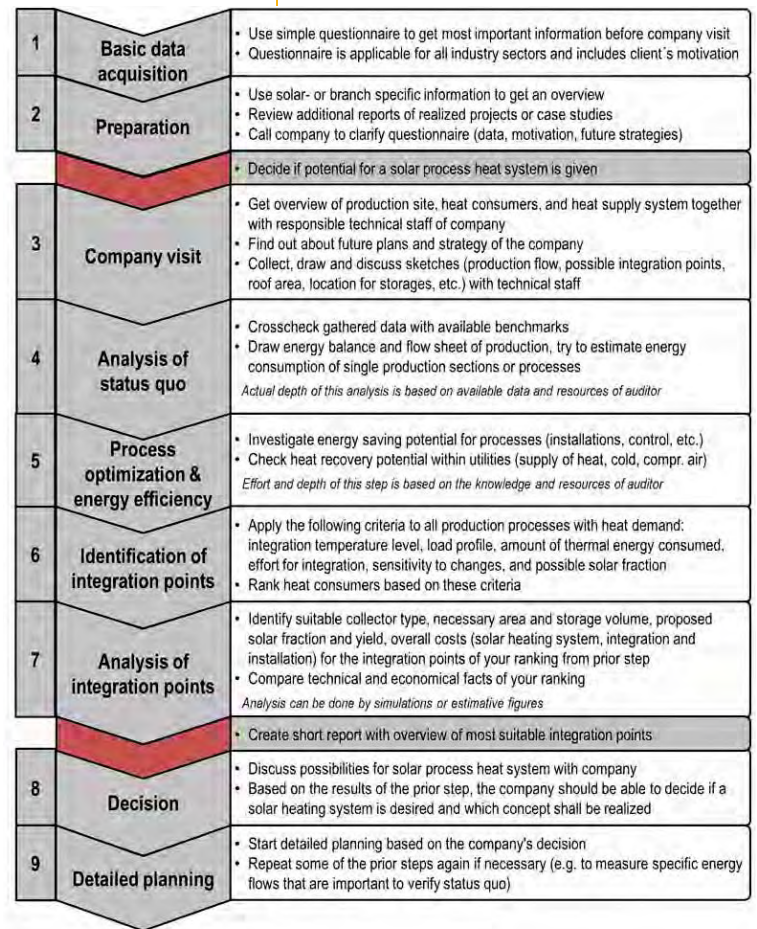 1
Basic data
acquisition
• Use simple questionnaire to get most important information before company visit
• Questionnaire is applicable for all industry sectors and includes client´s motivation
2
Preparation
• Use solar- or branch specific information to get an overview
• Review additional reports of realized projects or case studies
• Call company to clarify questionnaire (data, motivation, future strategies)
• Decide if potential for a solar process heat system is given
3
Company visit
• Get overview of production site, heat consumers, and heat supply system together
with responsible technical staff of company
• Find out about future plans and strategy of the company
• Collect, draw and discuss sketches (production flow, possible integration points,
roof area, location for storages, etc.) with technical staff
4
Analysis of
status quo
• Crosscheck gathered data with available benchmarks
• Draw energy balance and flow sheet of production, try to estimate energy
consumption of single production sections or processes
Actual depth of this analysis is based on available data and resources of auditor
5
Process
optimization &
energy efficiency
• Investigate energy saving potential for processes (installations, control, etc.)
• Check heat recovery potential within utilities (supply of heat, cold, compr. air)
Effort and depth of this step is based on the knowledge and resources of auditor
6
Identification of
integration points
• Apply the following criteria to all production processes with heat demand:
integration temperature level, load profile, amount of thermal energy consumed,
effort for integration, sensitivity to changes, and possible solar fraction
• Rank heat consumers based on these criteria
7
Analysis of
integration points
• Identify suitable collector type, necessary area and storage volume, proposed
solar fraction and yield, overall costs (solar heating system, integration and
installation) for the integration points of your ranking from prior step
• Compare technical and economical facts of your ranking
Analysis can be done by simulations or estimative figures
• Create short report with overview of most suitable integration points
8
Decision
• Discuss possibilities for solar process heat system with company
• Based on the results of the prior step, the company should be able to decide if a
solar heating system is desired and which concept shall be realized
9
Detailed planning
• Start detailed planning based on the company's decision
• Repeat some of the prior steps again if necessary (e.g. to measure specific energy
flows that are important to verify status quo)